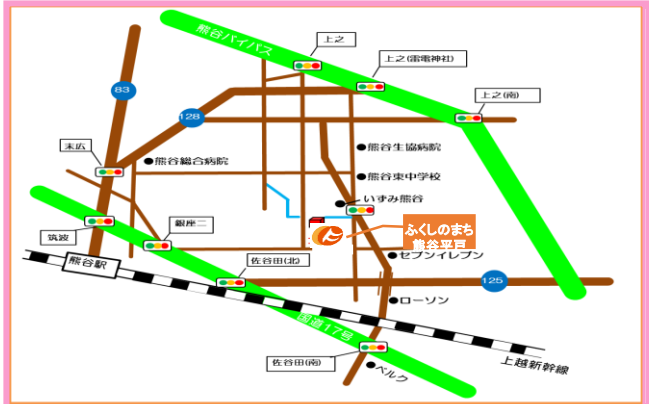 熊谷バイパス
上之
上之(雷電神社)
上之(南)
83
128
末広
熊谷総合病院
熊谷生協病院
熊谷東中学校
いずみ熊谷
筑波
銀座二
ふくしのまち
熊谷平戸
セブンイレブン
熊谷駅
佐谷田(北)
125
ローソン
国道17号
佐谷田(南)
上越新幹線
ベルク